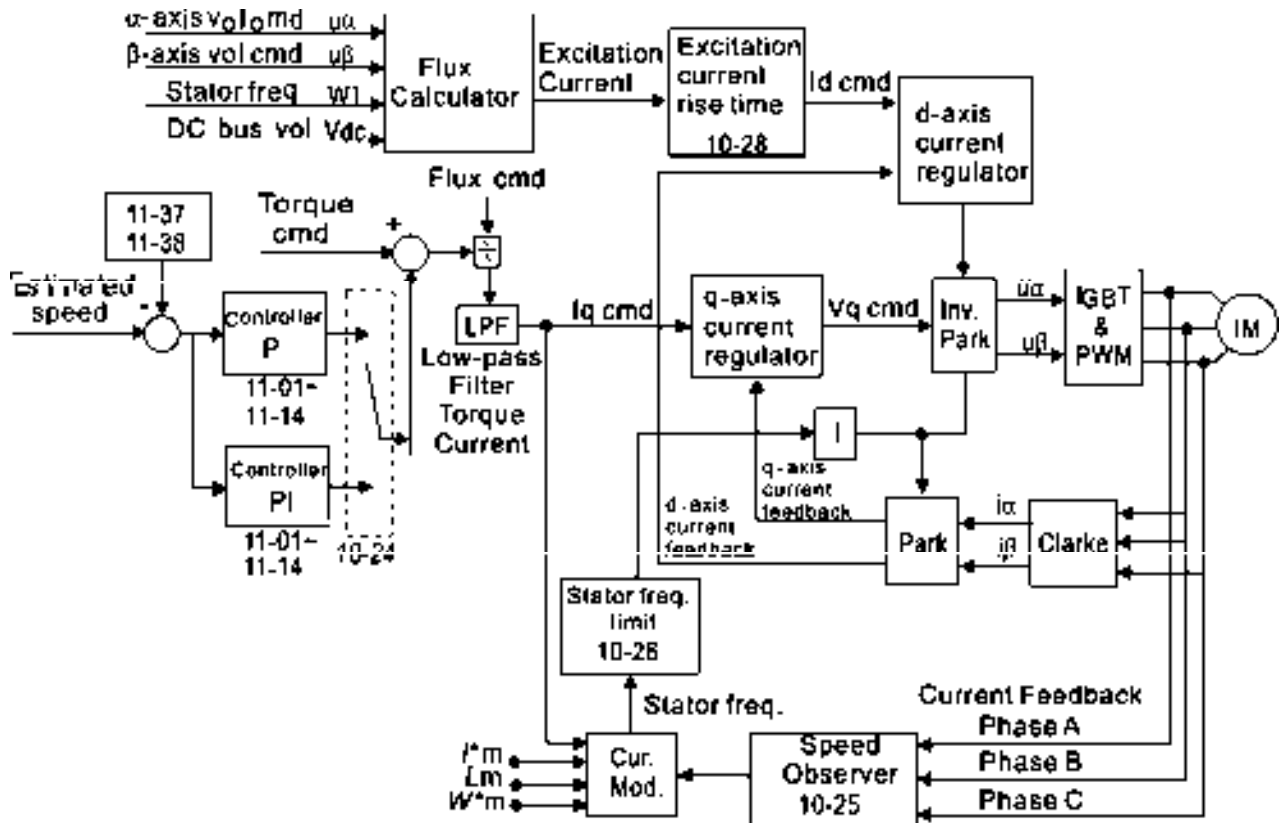 α-axis volomd uα
β-axis vol cmd uβ
Stator freq W1
DC bus vol Vdc
Flux
Calculator
Excitation
Current
Excitation
current
rise time
10-28
Id cmd
d-axis
current
regulator
Flux cmd
11-37
11-38
Torque
cmd
+
÷
Estimated
speed
-
Controller
P
11-01~
11-14
Controller
PI
11-01~
11-14
10-24
LPF
Low-pass
Filter
Torque
Current
Iq cmd
q-axis
current
regulator
Vq cmd
Inv.
Park
uα
uβ
IGBT
&
PWM
IM
I
q-axis
current
feedback
d-axis
current
feedback
Park
iα
iβ
Clarke
Stator freq.
limit
10-26
Stator freq.
I*m
Lm
W*m
Cur.
Mod.
Speed
Observer
10-25
Current Feedback
Phase A
Phase B
Phase C